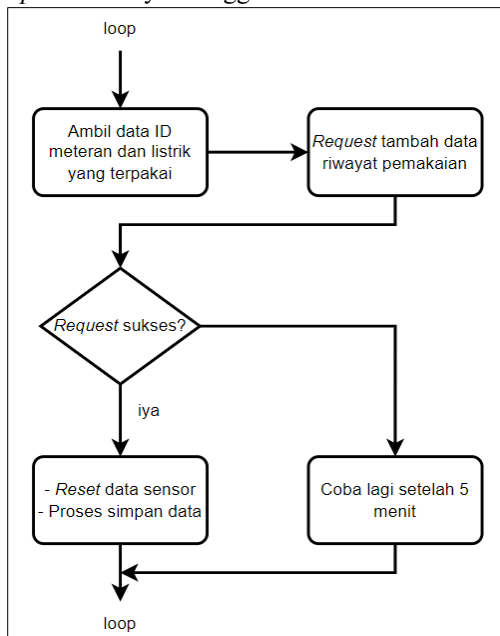 loop
Ambil data ID
meteran dan listrik
yang terpakai
Request tambah data
riwayat pemakaian
Request sukses?
iya
- Reset data sensor
- Proses simpan data
Coba lagi setelah 5
menit
loop